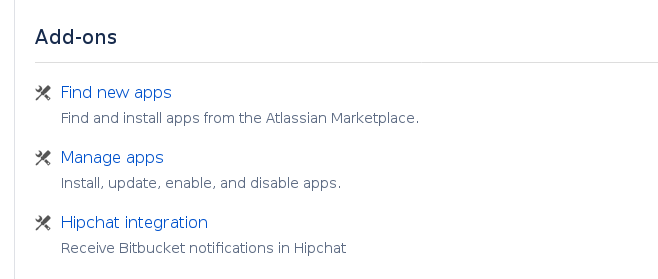 Add-ons
Find new apps
Find and install apps from the Atlassian Marketplace.
Manage apps
Install, update, enable, and disable apps.
Hipchat integration
Receive Bitbucket notifications in Hipchat